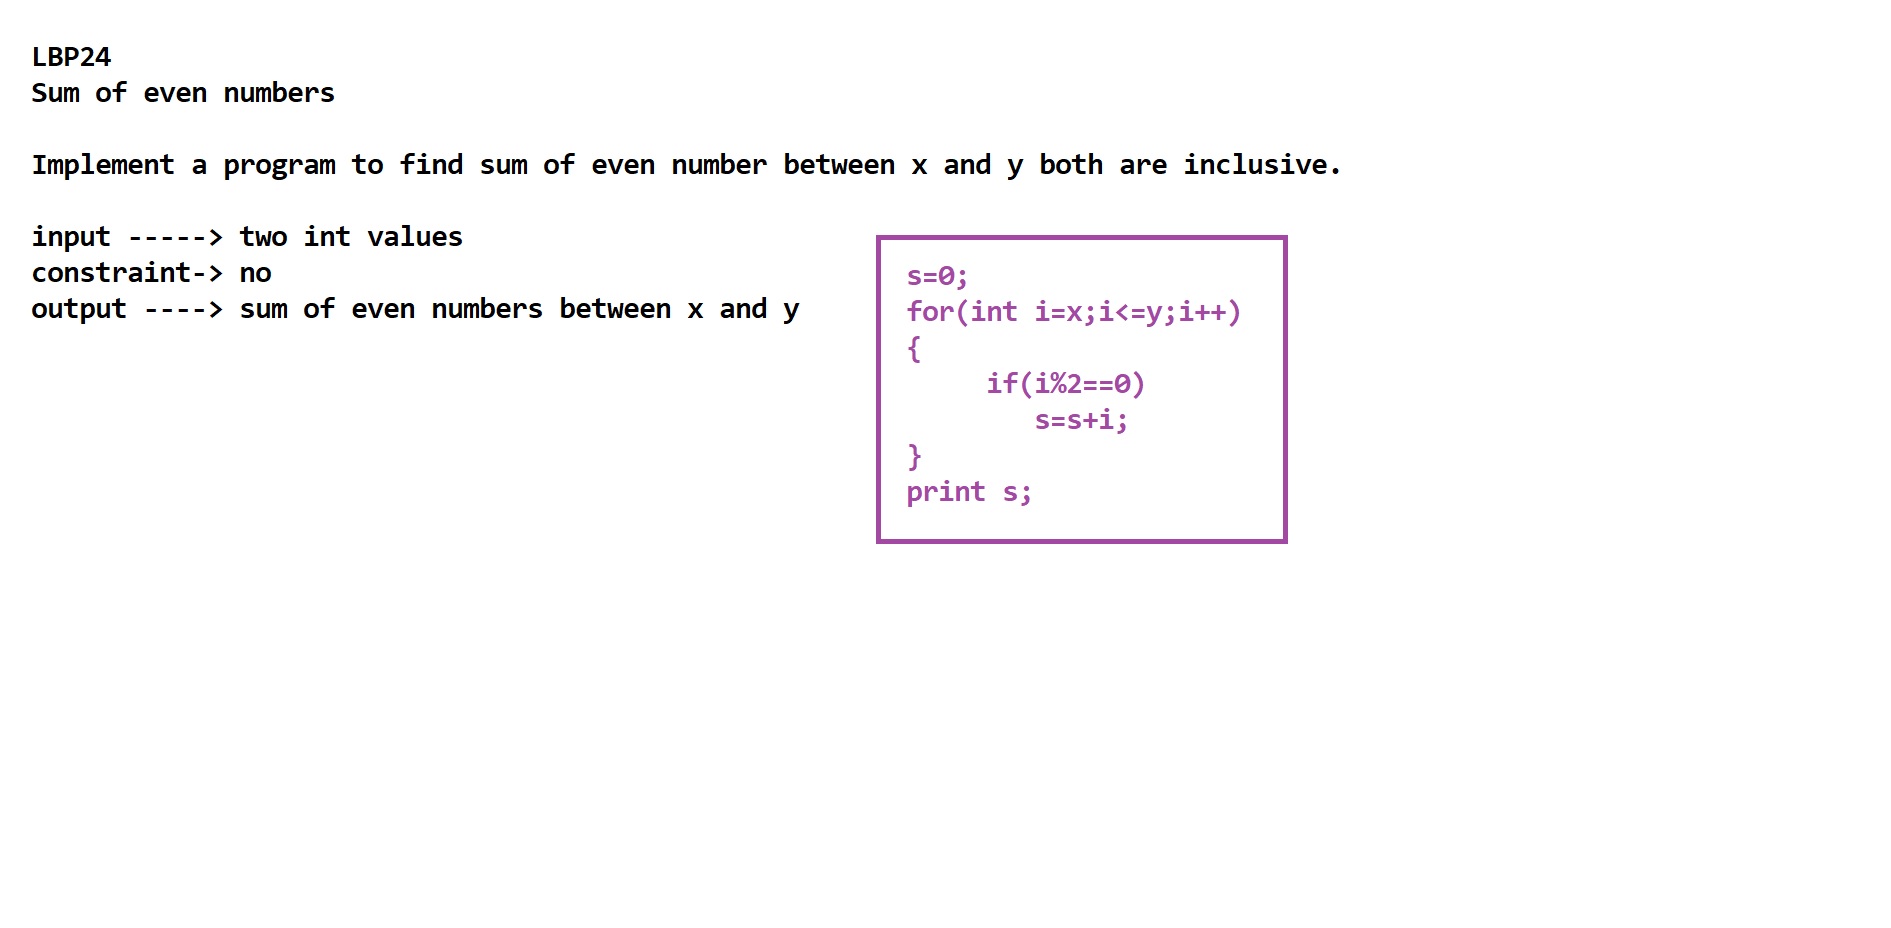 LBP24
Sum of even numbers
Implement a program to find sum of even number between x and y both are inclusive.
input -----> two int values
constraint-> no
output ----> sum of even numbers between x and y
s=0;
for(int i=x;i<=y;i++)
{
if(i%2==0)
s=s+i;
}
print s;